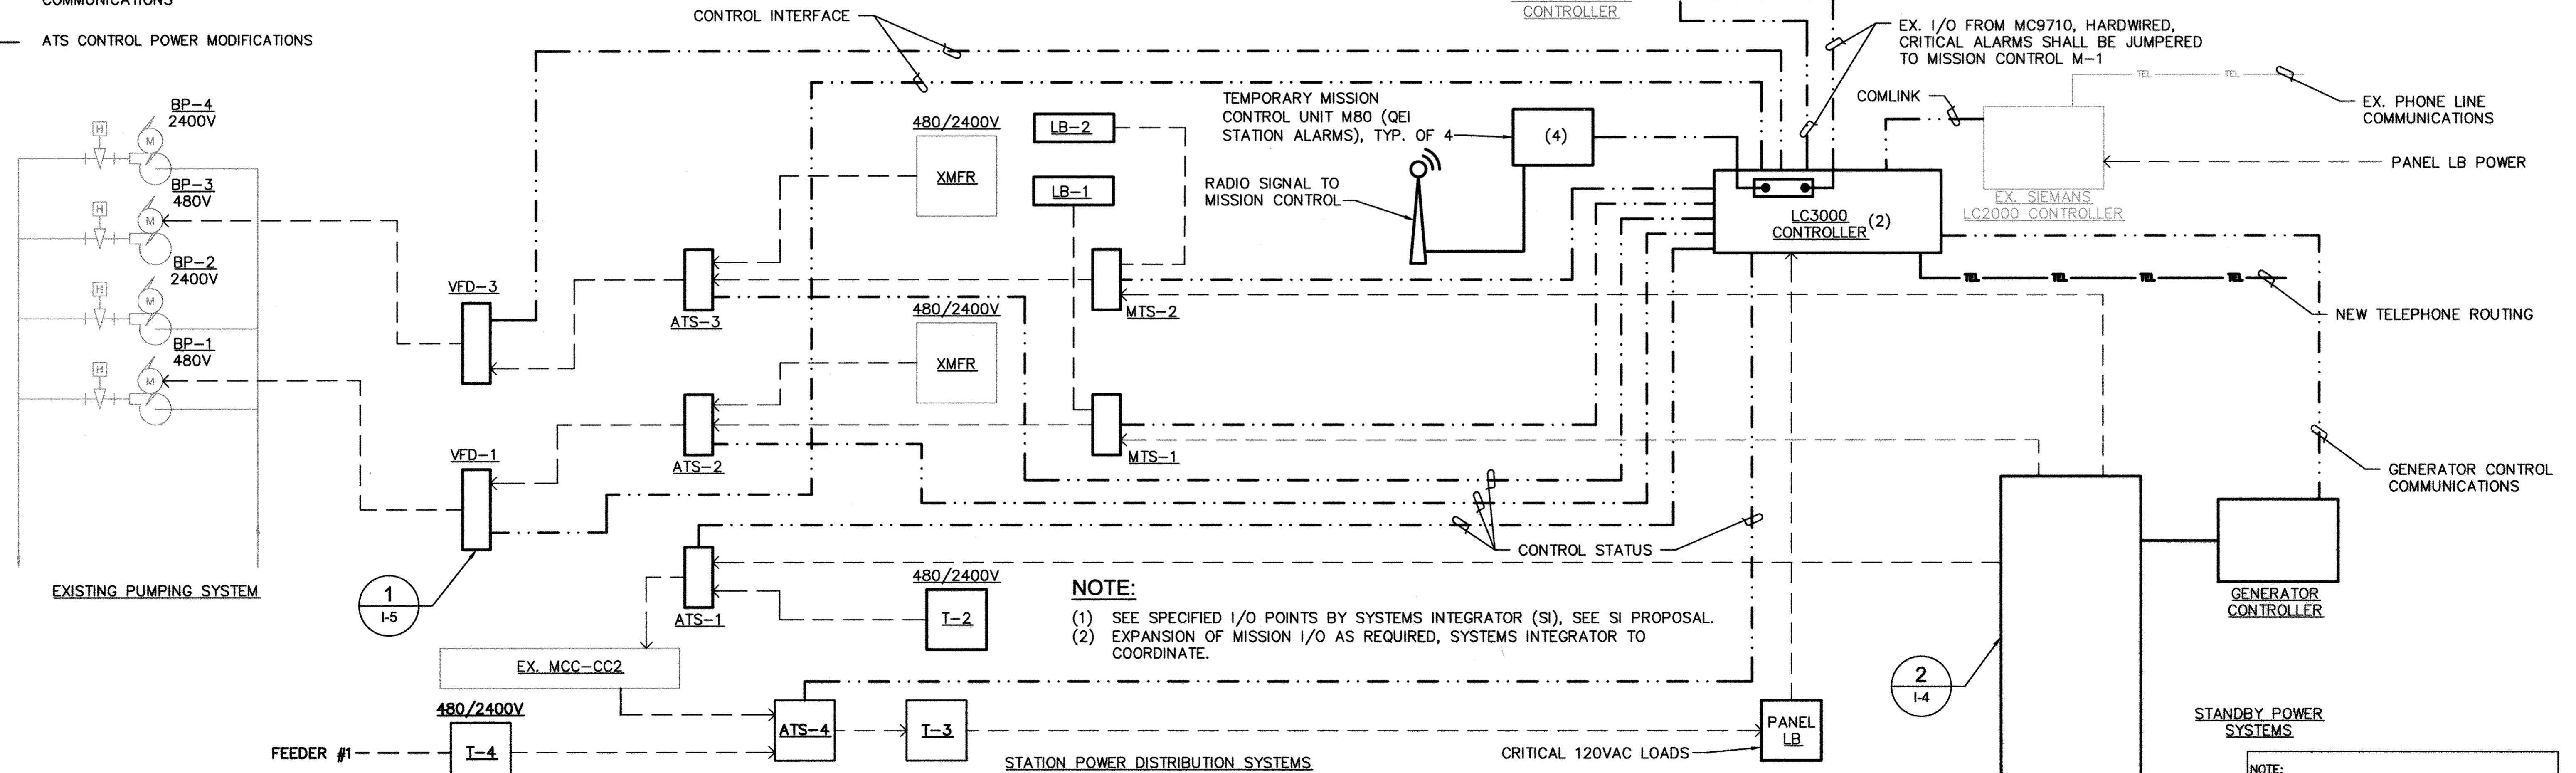 COMMUNICATIONS
ATS CONTROL POWER MODIFICATIONS
CONTROL INTERFACE
CONTROLLER
EX. I/O FROM MC9710, HARDWIRED,
CRITICAL ALARMS SHALL BE JUMPERED
TO MISSION CONTROL M-1
TEL
TEL
COMLINK
EX. PHONE LINE
COMMUNICATIONS
PANEL LB POWER
EX. SIEMANS
LC2000 CONTROLLER
TEMPORARY MISSION
CONTROL UNIT M80 (QEI
STATION ALARMS), TYP. OF 4
(4)
RADIO SIGNAL TO
MISSION CONTROL
LC3000
CONTROLLER (2)
TEL
TEL
TEL
TEL
NEW TELEPHONE ROUTING
BP-4
2400V
H
M
BP-3
480V
H
M
BP-2
2400V
H
M
BP-1
480V
H
M
EXISTING PUMPING SYSTEM
VFD-3
VFD-1
1
I-5
480/2400V
XMFR
LB-2
LB-1
ATS-3
MTS-2
480/2400V
XMFR
ATS-2
MTS-1
GENERATOR CONTROL
COMMUNICATIONS
CONTROL STATUS
ATS-1
480/2400V
T-2
NOTE:
(1) SEE SPECIFIED I/O POINTS BY SYSTEMS INTEGRATOR (SI), SEE SI PROPOSAL.
(2) EXPANSION OF MISSION I/O AS REQUIRED, SYSTEMS INTEGRATOR TO
COORDINATE.
GENERATOR
CONTROLLER
EX. MCC-CC2
2
I-4
480/2400V
FEEDER #1
T-4
ATS-4
T-3
PANEL
LB
CRITICAL 120VAC LOADS
STATION POWER DISTRIBUTION SYSTEMS
STANDBY POWER
SYSTEMS
NOTE: